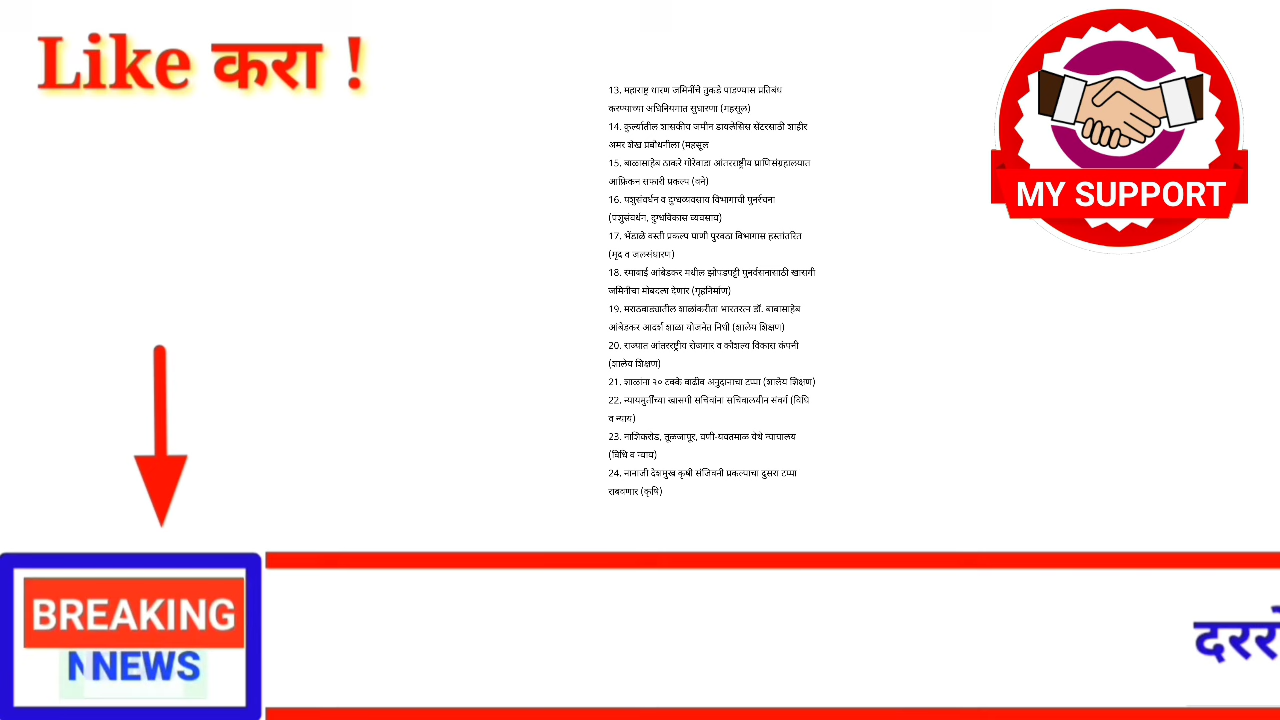 Like करा !
13. महाराष्ट्र धारण जमिनींचे तुकडे पाडण्यास प्रतिबंध
करण्याच्या अधिनियमात सुधारणा (महसूल)
14. कुर्ल्यातील शासकीय जमीन डायलेसिस सेंटरसाठी शाहीर
अमर शेख प्रबोधनीला (महसूल
15. बाळासाहेब ठाकरे गोरेवाडा आंतरराष्ट्रीय प्राणिसंग्रहालयात
आफ्रिकन सफारी प्रकल्प (वने)
16. पशुसंवर्धन व दुग्धव्यवसाय विभागाची पुनर्रचना
(पशुसंवर्धन, दुग्धविकास व्यवसाय)
17. भेंडाळे वस्ती प्रकल्प पाणी पुरवठा विभागास हस्तांतरित
(मृद व जलसंधारण)
18. रमाबाई आंबेडकर मधील झोपडपट्टी पुनर्वसनासाठी खासगी
जमिनीचा मोबदला देणार (गृहनिर्माण)
19. मराठवाड्यातील शाळांकरीता भारतरत्न डॉ. बाबासाहेब
आंबेडकर आदर्श शाळा योजनेत निधी (शालेय शिक्षण)
20. राज्यात आंतरराष्ट्रीय रोजगार व कौशल्य विकास कंपनी
(शालेय शिक्षण)
21. शाळांना २० टक्के वाढीव अनुदानाचा टप्पा (शालेय शिक्षण)
22. न्यायमुर्तींच्या खासगी सचिवांना सचिवालयीन संवर्ग (विधि
व न्याय)
23. नाशिकरोड, तुळजापूर, वणी-यवतमाळ येथे न्यायालय
(विधि व न्याय)
24. नानाजी देशमुख कृषी संजिवनी प्रकल्पाचा दुसरा टप्पा
राबवणार (कृषि)
MY SUPPORT
BREAKING
NEWS